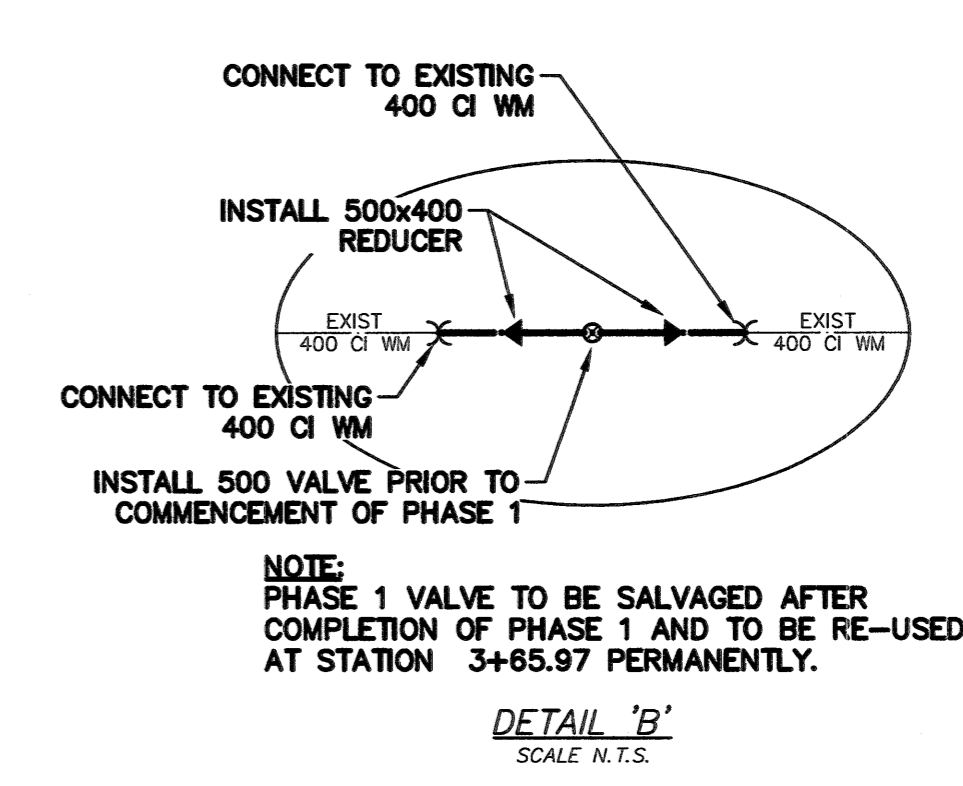 CONNECT TO EXISTING
400 CI WM
INSTALL 500x400
REDUCER
EXIST
400 CI WM
EXIST
400 CI WM
CONNECT TO EXISTING
400 CI WM
INSTALL 500 VALVE PRIOR TO
COMMENCEMENT OF PHASE 1
NOTE:
PHASE 1 VALVE TO BE SALVAGED AFTER
COMPLETION OF PHASE 1 AND TO BE RE-USED
AT STATION 3+65.97 PERMANENTLY.
DETAIL 'B'
SCALE N.T.S.